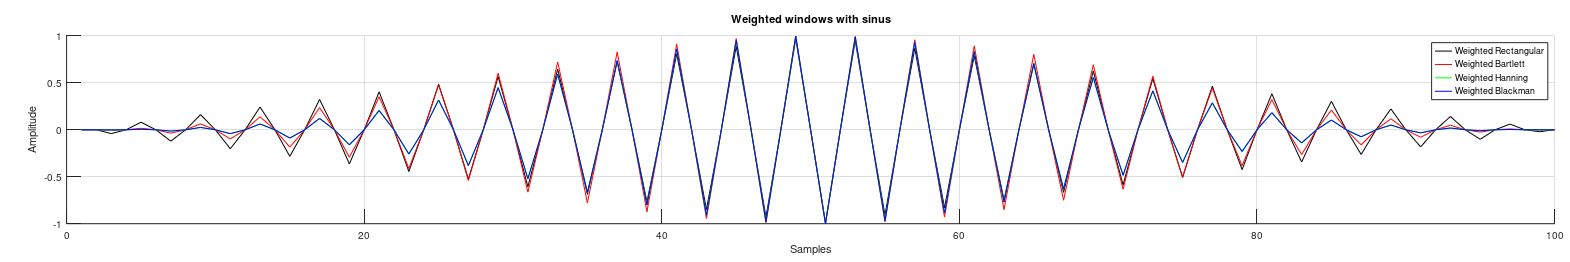 Weighted windows with sinus
1
0.5
0
-0.5
-1
Amplitude
0 20 40 60 80 100
Samples
Weighted Rectangular
Weighted Bartlett
Weighted Hanning
Weighted Blackman